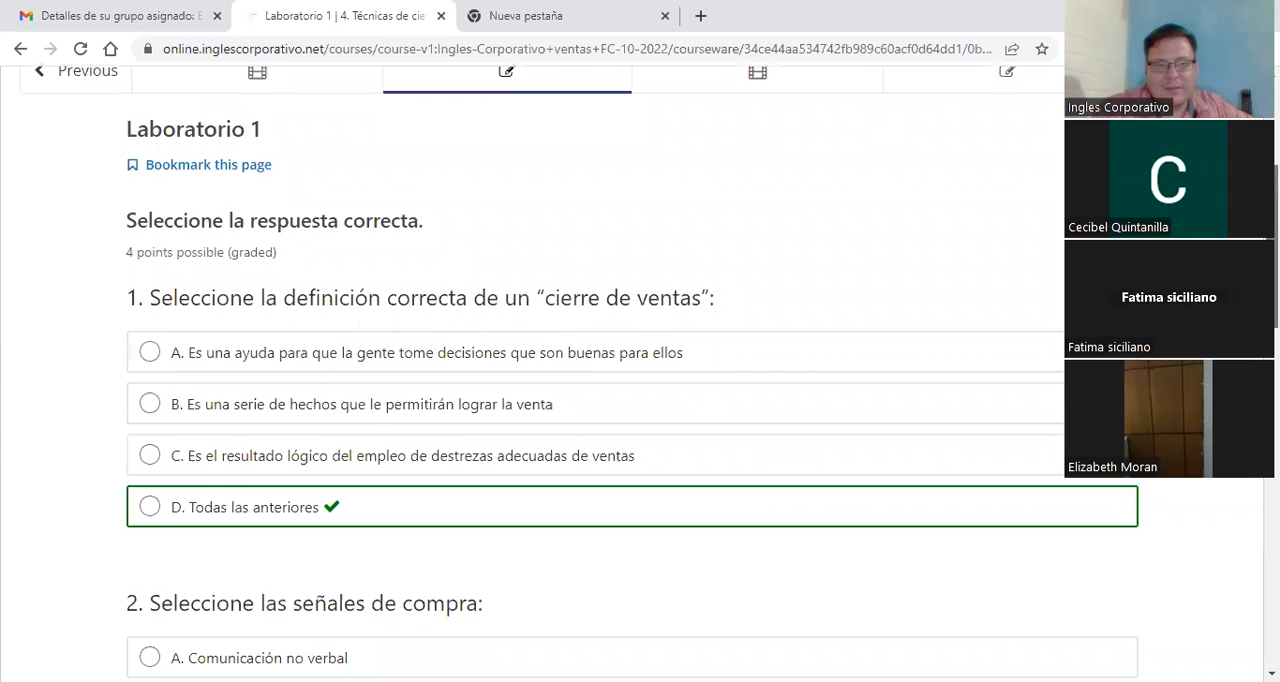 Detalles de su grupo asignado: E
Laboratorio 1 | 4. Técnicas de cie
Nueva pestaña
online.inglescorporativo.net/courses/course-v1:Ingles-Corporativo+ventas+FC-10-2022/courseware/34ce44aa534742fb989c60acf0d64dd1/0b...
Previous
Laboratorio 1
Bookmark this page
Seleccione la respuesta correcta.
4 points possible (graded)
1. Seleccione la definición correcta de un “cierre de ventas”:
A. Es una ayuda para que la gente tome decisiones que son buenas para ellos
B. Es una serie de hechos que le permitirán lograr la venta
C. Es el resultado lógico del empleo de destrezas adecuadas de ventas
D. Todas las anteriores
2. Seleccione las señales de compra:
A. Comunicación no verbal
Ingles Corporativo
C
Cecibel Quintanilla
Fatima siciliano
Fatima siciliano
Elizabeth Moran